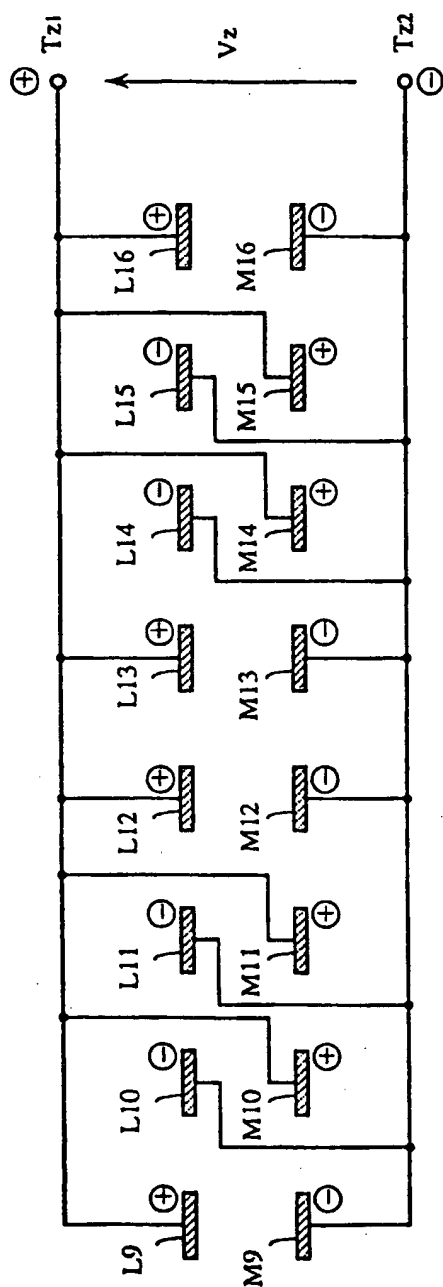 ⊕ Tz1
Vz
⊖ Tz2
L9 ⊕
L10 ⊖
L11 ⊖
L12 ⊕
L13 ⊕
L14 ⊖
L15 ⊖
L16 ⊕
M9 ⊖
M10 ⊕
M11 ⊕
M12 ⊖
M13 ⊖
M14 ⊕
M15 ⊕
M16 ⊖